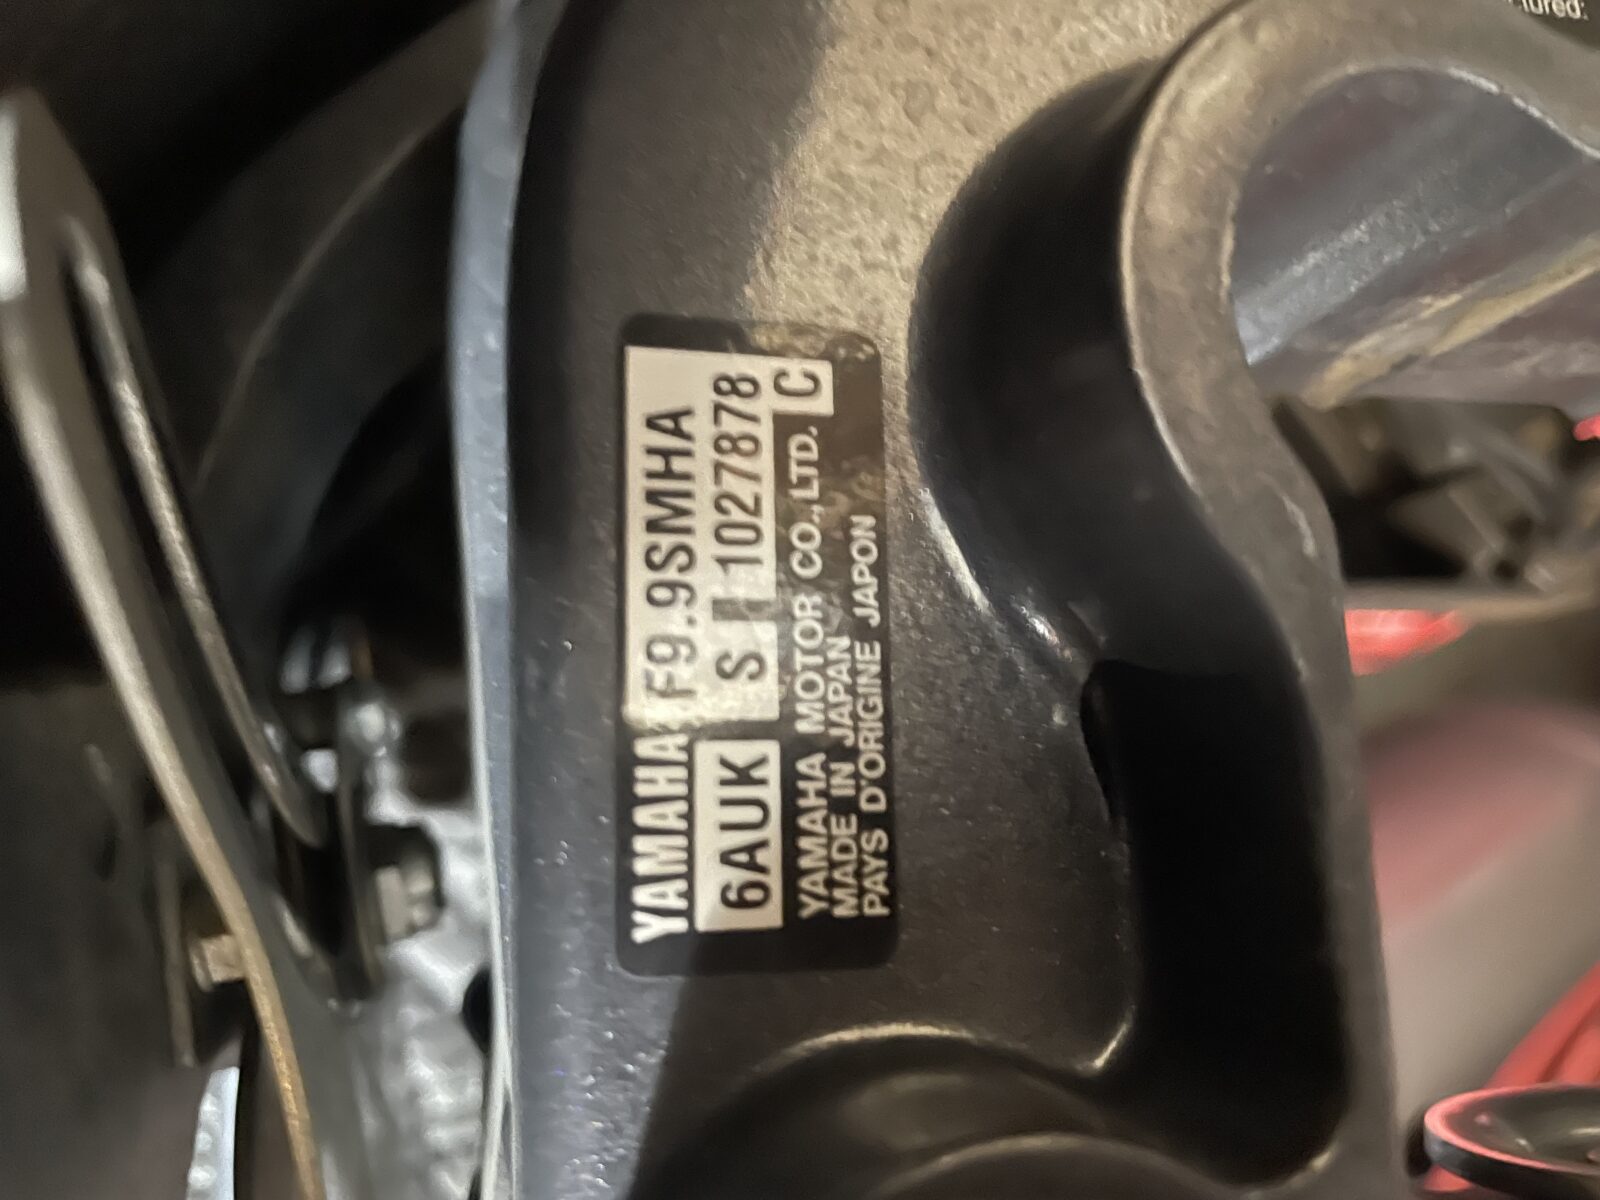 YAMAHA F9.9SMHA
6AUK S 1027878
YAMAHA MOTOR CO.,LTD. C
MADE IN JAPAN
PAYS D'ORIGINE JAPON